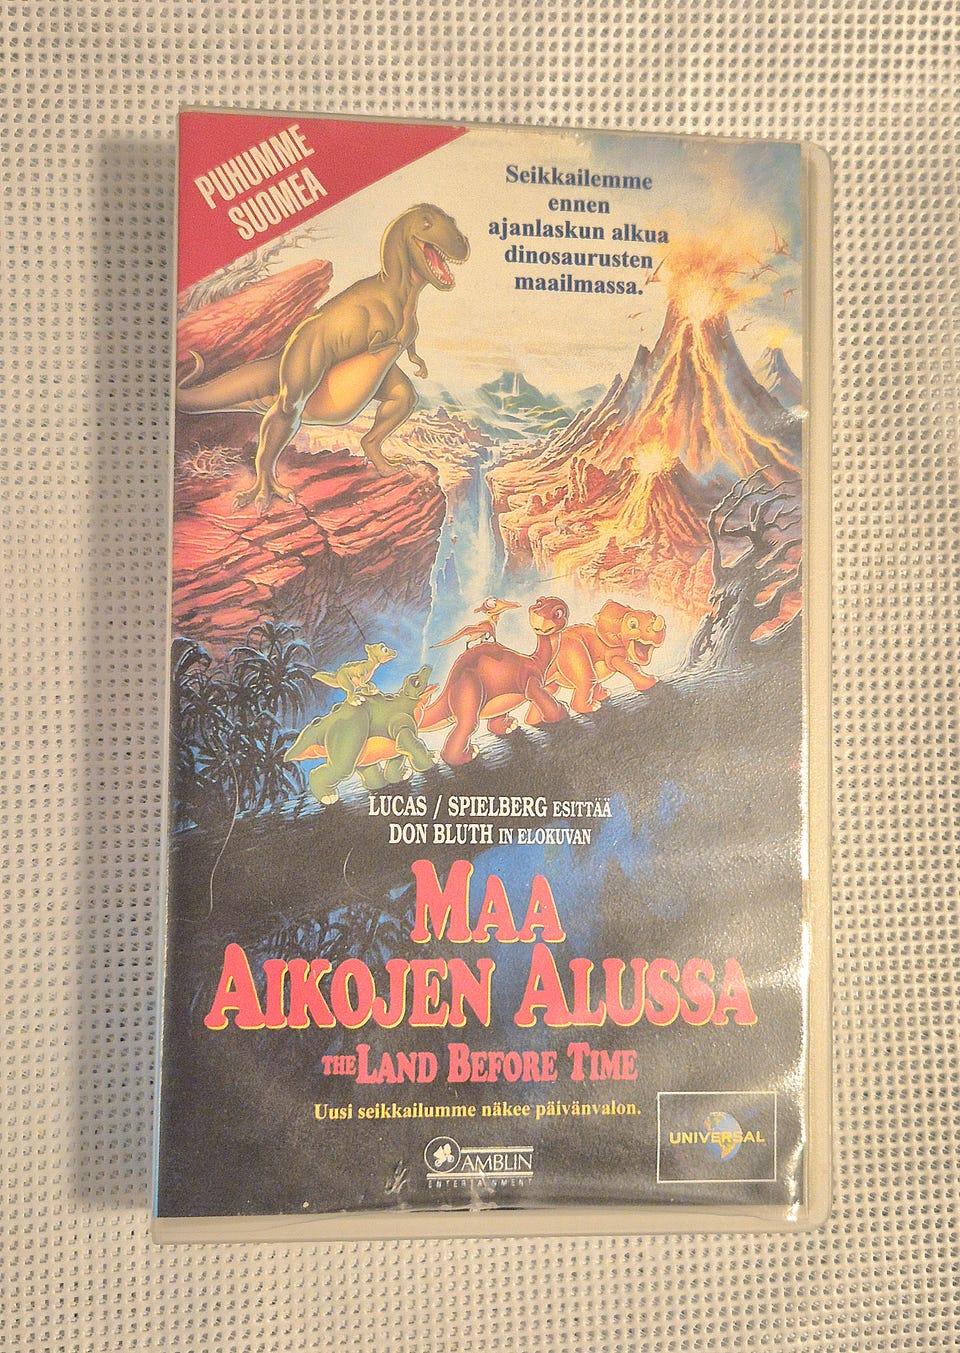 PUHUMME
SUOMEA
Seikkailemme
ennen
ajanlaskun alkua
dinosaurusten
maailmassa.
LUCAS / SPIELBERG ESITTÄÄ
DON BLUTH IN ELOKUVAN
MAA
AIKOJEN ALUSSA
THE LAND BEFORE TIME
Uusi seikkailumme näkee päivänvalon.
AMBLIN
ENTERTAINMENT
UNIVERSAL